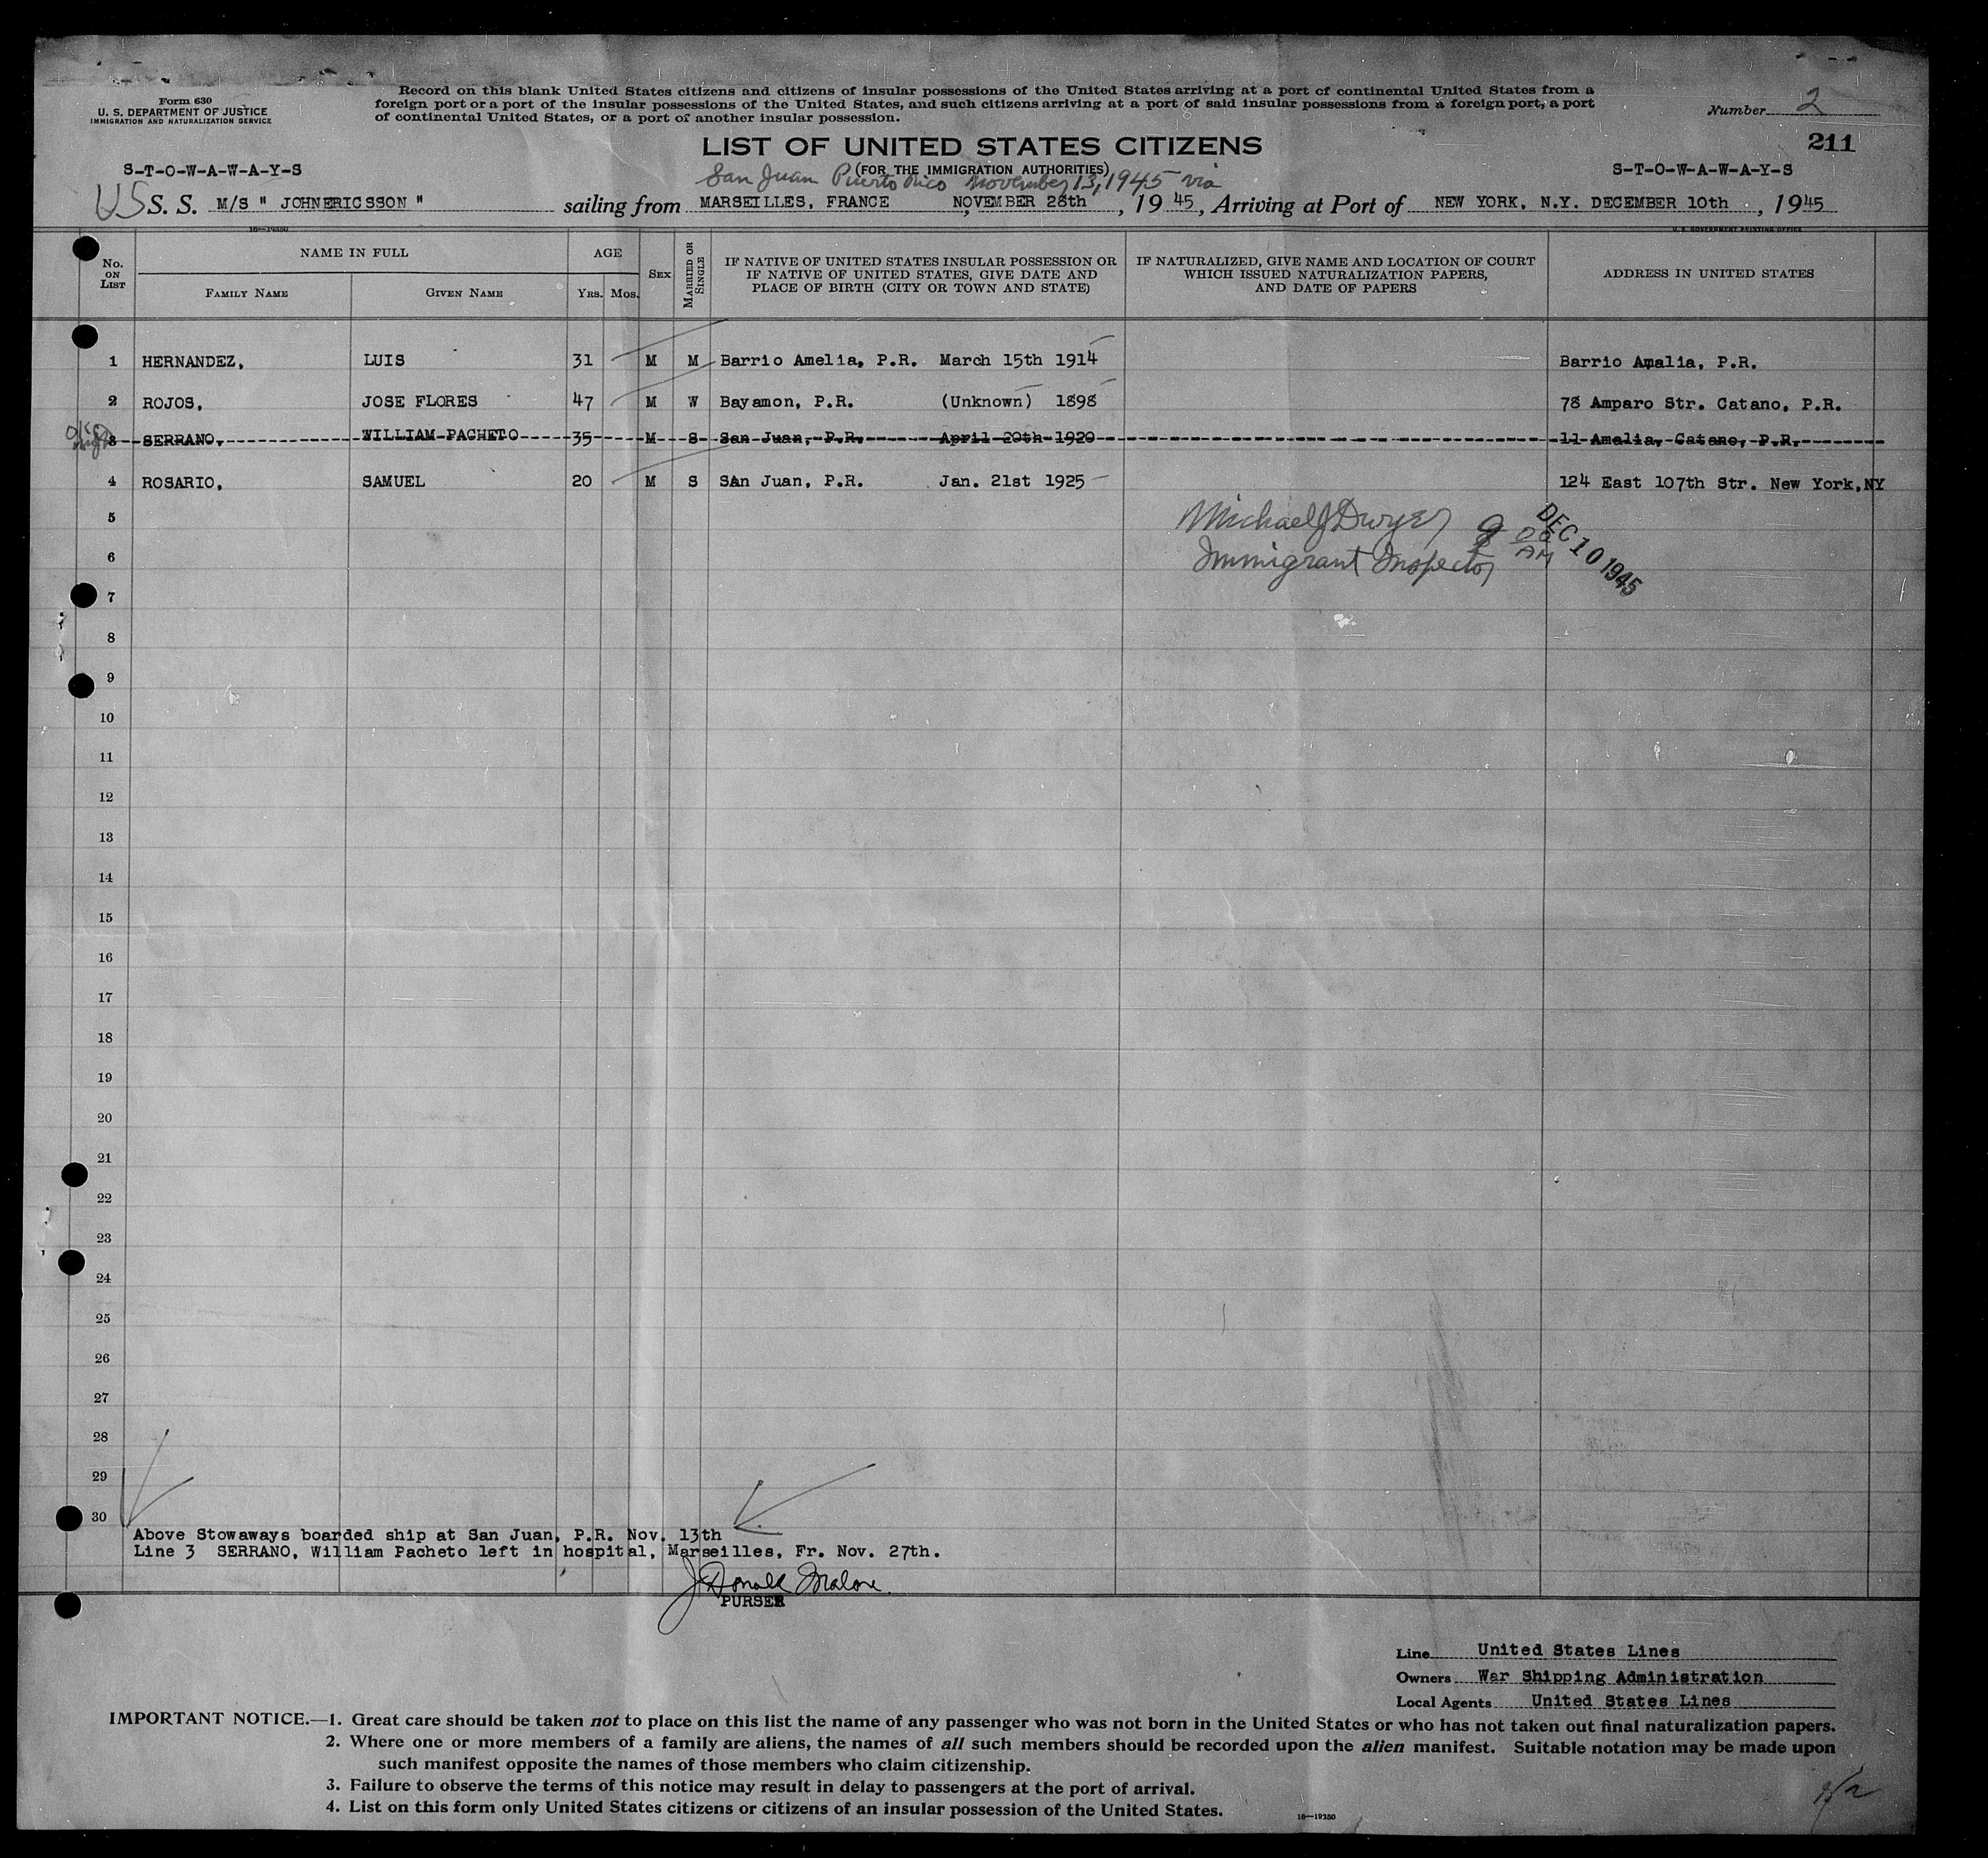 Form 630
U. S. DEPARTMENT OF JUSTICE
IMMIGRATION AND NATURALIZATION SERVICE
Record on this blank United States citizens and citizens of insular possessions of the United States arriving at a port of continental United States from a
foreign port or a port of the insular possessions of the United States, and such citizens arriving at a port of said insular possessions from a foreign port, a port
of continental United States, or a port of another insular possession.
Number 2
211
LIST OF UNITED STATES CITIZENS
(FOR THE IMMIGRATION AUTHORITIES)
S-T-O-W-A-W-A-Y-S
S-T-O-W-A-W-A-Y-S
San Juan Puerto Rico November 13, 1945 via
US S. S. M/S " JOHNERICSSON " sailing from MARSEILLES, FRANCE , NOVEMBER 28th , 19 45 , Arriving at Port of NEW YORK, N.Y. DECEMBER 10th , 1945
16—19250
U. S. GOVERNMENT PRINTING OFFICE
No. ON LIST
NAME IN FULL
FAMILY NAME
GIVEN NAME
AGE
YRS. MOS.
SEX
MARRIED OR SINGLE
IF NATIVE OF UNITED STATES INSULAR POSSESSION OR
IF NATIVE OF UNITED STATES, GIVE DATE AND
PLACE OF BIRTH (CITY OR TOWN AND STATE)
IF NATURALIZED, GIVE NAME AND LOCATION OF COURT
WHICH ISSUED NATURALIZATION PAPERS,
AND DATE OF PAPERS
ADDRESS IN UNITED STATES
1 HERNANDEZ, LUIS 31 M M Barrio Amelia, P.R. March 15th 1914 Barrio Amalia, P.R.
2 ROJOS, JOSE FLORES 47 M W Bayamon, P.R. (Unknown) 1898 78 Amparo Str. Catano, P.R.
3 SERRANO, WILLIAM PACHETO 35 M S San Juan, P.R. April 20th 1920 11 Amelia, Catano, P.R.
4 ROSARIO, SAMUEL 20 M S SAn Juan, P.R. Jan. 21st 1925 124 East 107th Str. New York, NY
5
Michael J Dwyer 9 00 AM
DEC 10 1945
6
Immigrant Inspector
7
8
9
10
11
12
13
14
15
16
17
18
19
20
21
22
23
24
25
26
27
28
29
30
Above Stowaways boarded ship at San Juan, P.R. Nov. 13th
Line 3 SERRANO, William Pacheto left in hospital, Marseilles, Fr. Nov. 27th.
J Donald Malone
PURSER
Line United States Lines
Owners War Shipping Administration
Local Agents United States Lines
IMPORTANT NOTICE.—1. Great care should be taken not to place on this list the name of any passenger who was not born in the United States or who has not taken out final naturalization papers.
2. Where one or more members of a family are aliens, the names of all such members should be recorded upon the alien manifest. Suitable notation may be made upon
such manifest opposite the names of those members who claim citizenship.
3. Failure to observe the terms of this notice may result in delay to passengers at the port of arrival.
4. List on this form only United States citizens or citizens of an insular possession of the United States.
16—19250